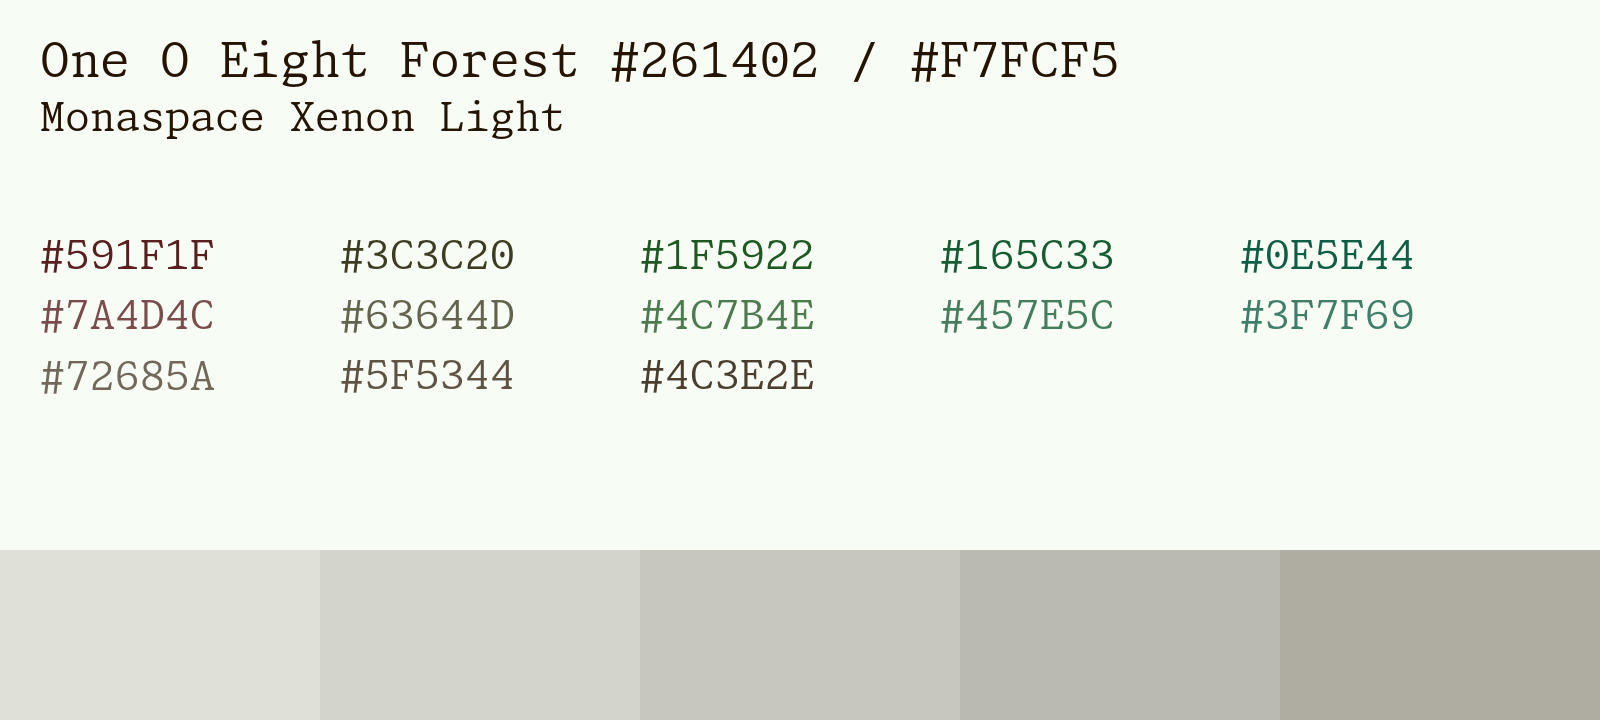 One O Eight Forest #261402 / #F7FCF5
Monaspace Xenon Light
#591F1F #3C3C20 #1F5922 #165C33 #0E5E44
#7A4D4C #63644D #4C7B4E #457E5C #3F7F69
#72685A #5F5344 #4C3E2E